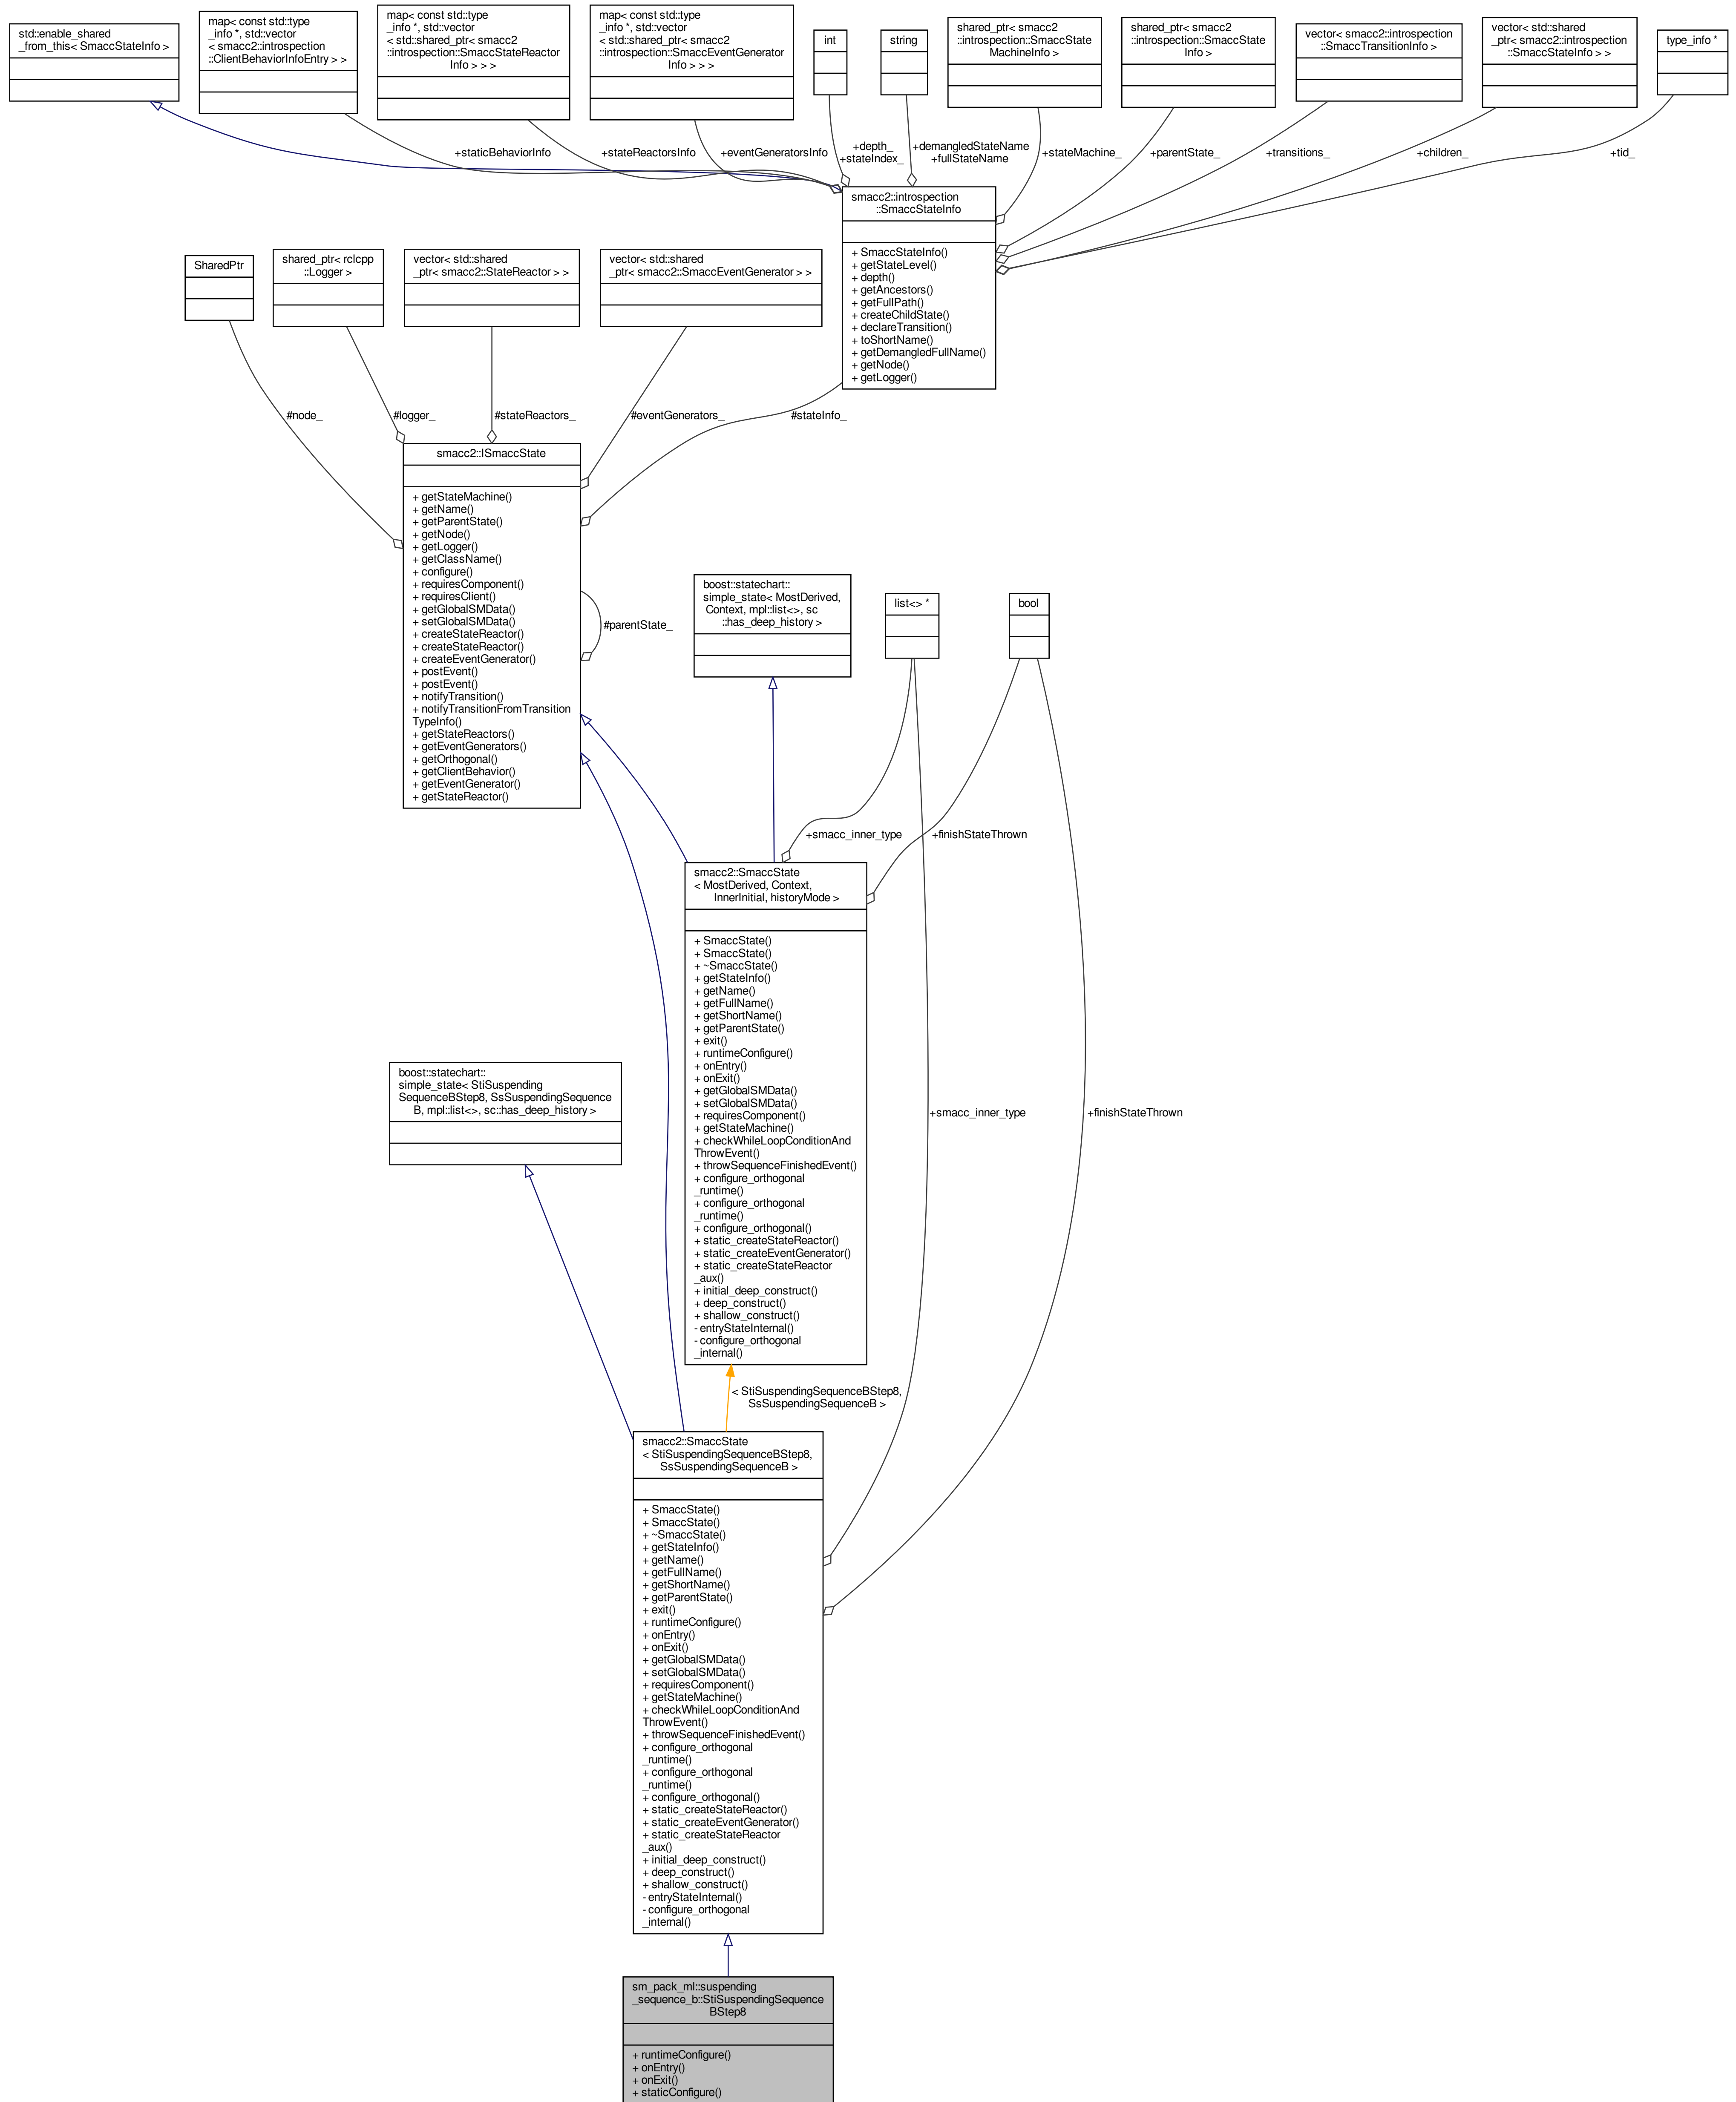 std::enable_shared
_from_this< SmaccStateInfo >
map< const std::type
_info *, std::vector
< smacc2::introspection
::ClientBehaviorInfoEntry > >
map< const std::type
_info *, std::vector
< std::shared_ptr< smacc2
::introspection::SmaccStateReactor
Info > > >
map< const std::type
_info *, std::vector
< std::shared_ptr< smacc2
::introspection::SmaccEventGenerator
Info > > >
int
string
shared_ptr< smacc2
::introspection::SmaccState
MachineInfo >
shared_ptr< smacc2
::introspection::SmaccState
Info >
vector< smacc2::introspection
::SmaccTransitionInfo >
vector< std::shared
_ptr< smacc2::introspection
::SmaccStateInfo > >
type_info *
+staticBehaviorInfo
+stateReactorsInfo
+eventGeneratorsInfo
+depth_
+stateIndex_
+demangledStateName
+fullStateName
+stateMachine_
+parentState_
+transitions_
+children_
+tid_
smacc2::introspection
::SmaccStateInfo
+ SmaccStateInfo()
+ getStateLevel()
+ depth()
+ getAncestors()
+ getFullPath()
+ createChildState()
+ declareTransition()
+ toShortName()
+ getDemangledFullName()
+ getNode()
+ getLogger()
SharedPtr
shared_ptr< rclcpp
::Logger >
vector< std::shared
_ptr< smacc2::StateReactor > >
vector< std::shared
_ptr< smacc2::SmaccEventGenerator > >
#node_
#logger_
#stateReactors_
#eventGenerators_
#stateInfo_
smacc2::ISmaccState
+ getStateMachine()
+ getName()
+ getParentState()
+ getNode()
+ getLogger()
+ getClassName()
+ configure()
+ requiresComponent()
+ requiresClient()
+ getGlobalSMData()
+ setGlobalSMData()
+ createStateReactor()
+ createStateReactor()
+ createEventGenerator()
+ postEvent()
+ postEvent()
+ notifyTransition()
+ notifyTransitionFromTransition
TypeInfo()
+ getStateReactors()
+ getEventGenerators()
+ getOrthogonal()
+ getClientBehavior()
+ getEventGenerator()
+ getStateReactor()
#parentState_
boost::statechart::
simple_state< MostDerived,
Context, mpl::list<>, sc
::has_deep_history >
list<> *
bool
+smacc_inner_type
+finishStateThrown
smacc2::SmaccState
< MostDerived, Context,
InnerInitial, historyMode >
+ SmaccState()
+ SmaccState()
+ ~SmaccState()
+ getStateInfo()
+ getName()
+ getFullName()
+ getShortName()
+ getParentState()
+ exit()
+ runtimeConfigure()
+ onEntry()
+ onExit()
+ getGlobalSMData()
+ setGlobalSMData()
+ requiresComponent()
+ getStateMachine()
+ checkWhileLoopConditionAnd
ThrowEvent()
+ throwSequenceFinishedEvent()
+ configure_orthogonal
_runtime()
+ configure_orthogonal
_runtime()
+ configure_orthogonal()
+ static_createStateReactor()
+ static_createEventGenerator()
+ static_createStateReactor
_aux()
+ initial_deep_construct()
+ deep_construct()
+ shallow_construct()
- entryStateInternal()
- configure_orthogonal
_internal()
boost::statechart::
simple_state< StiSuspending
SequenceBStep8, SsSuspendingSequence
B, mpl::list<>, sc::has_deep_history >
+smacc_inner_type
+finishStateThrown
< StiSuspendingSequenceBStep8,
SsSuspendingSequenceB >
smacc2::SmaccState
< StiSuspendingSequenceBStep8,
SsSuspendingSequenceB >
+ SmaccState()
+ SmaccState()
+ ~SmaccState()
+ getStateInfo()
+ getName()
+ getFullName()
+ getShortName()
+ getParentState()
+ exit()
+ runtimeConfigure()
+ onEntry()
+ onExit()
+ getGlobalSMData()
+ setGlobalSMData()
+ requiresComponent()
+ getStateMachine()
+ checkWhileLoopConditionAnd
ThrowEvent()
+ throwSequenceFinishedEvent()
+ configure_orthogonal
_runtime()
+ configure_orthogonal
_runtime()
+ configure_orthogonal()
+ static_createStateReactor()
+ static_createEventGenerator()
+ static_createStateReactor
_aux()
+ initial_deep_construct()
+ deep_construct()
+ shallow_construct()
- entryStateInternal()
- configure_orthogonal
_internal()
sm_pack_ml::suspending
_sequence_b::StiSuspendingSequence
BStep8
+ runtimeConfigure()
+ onEntry()
+ onExit()
+ staticConfigure()